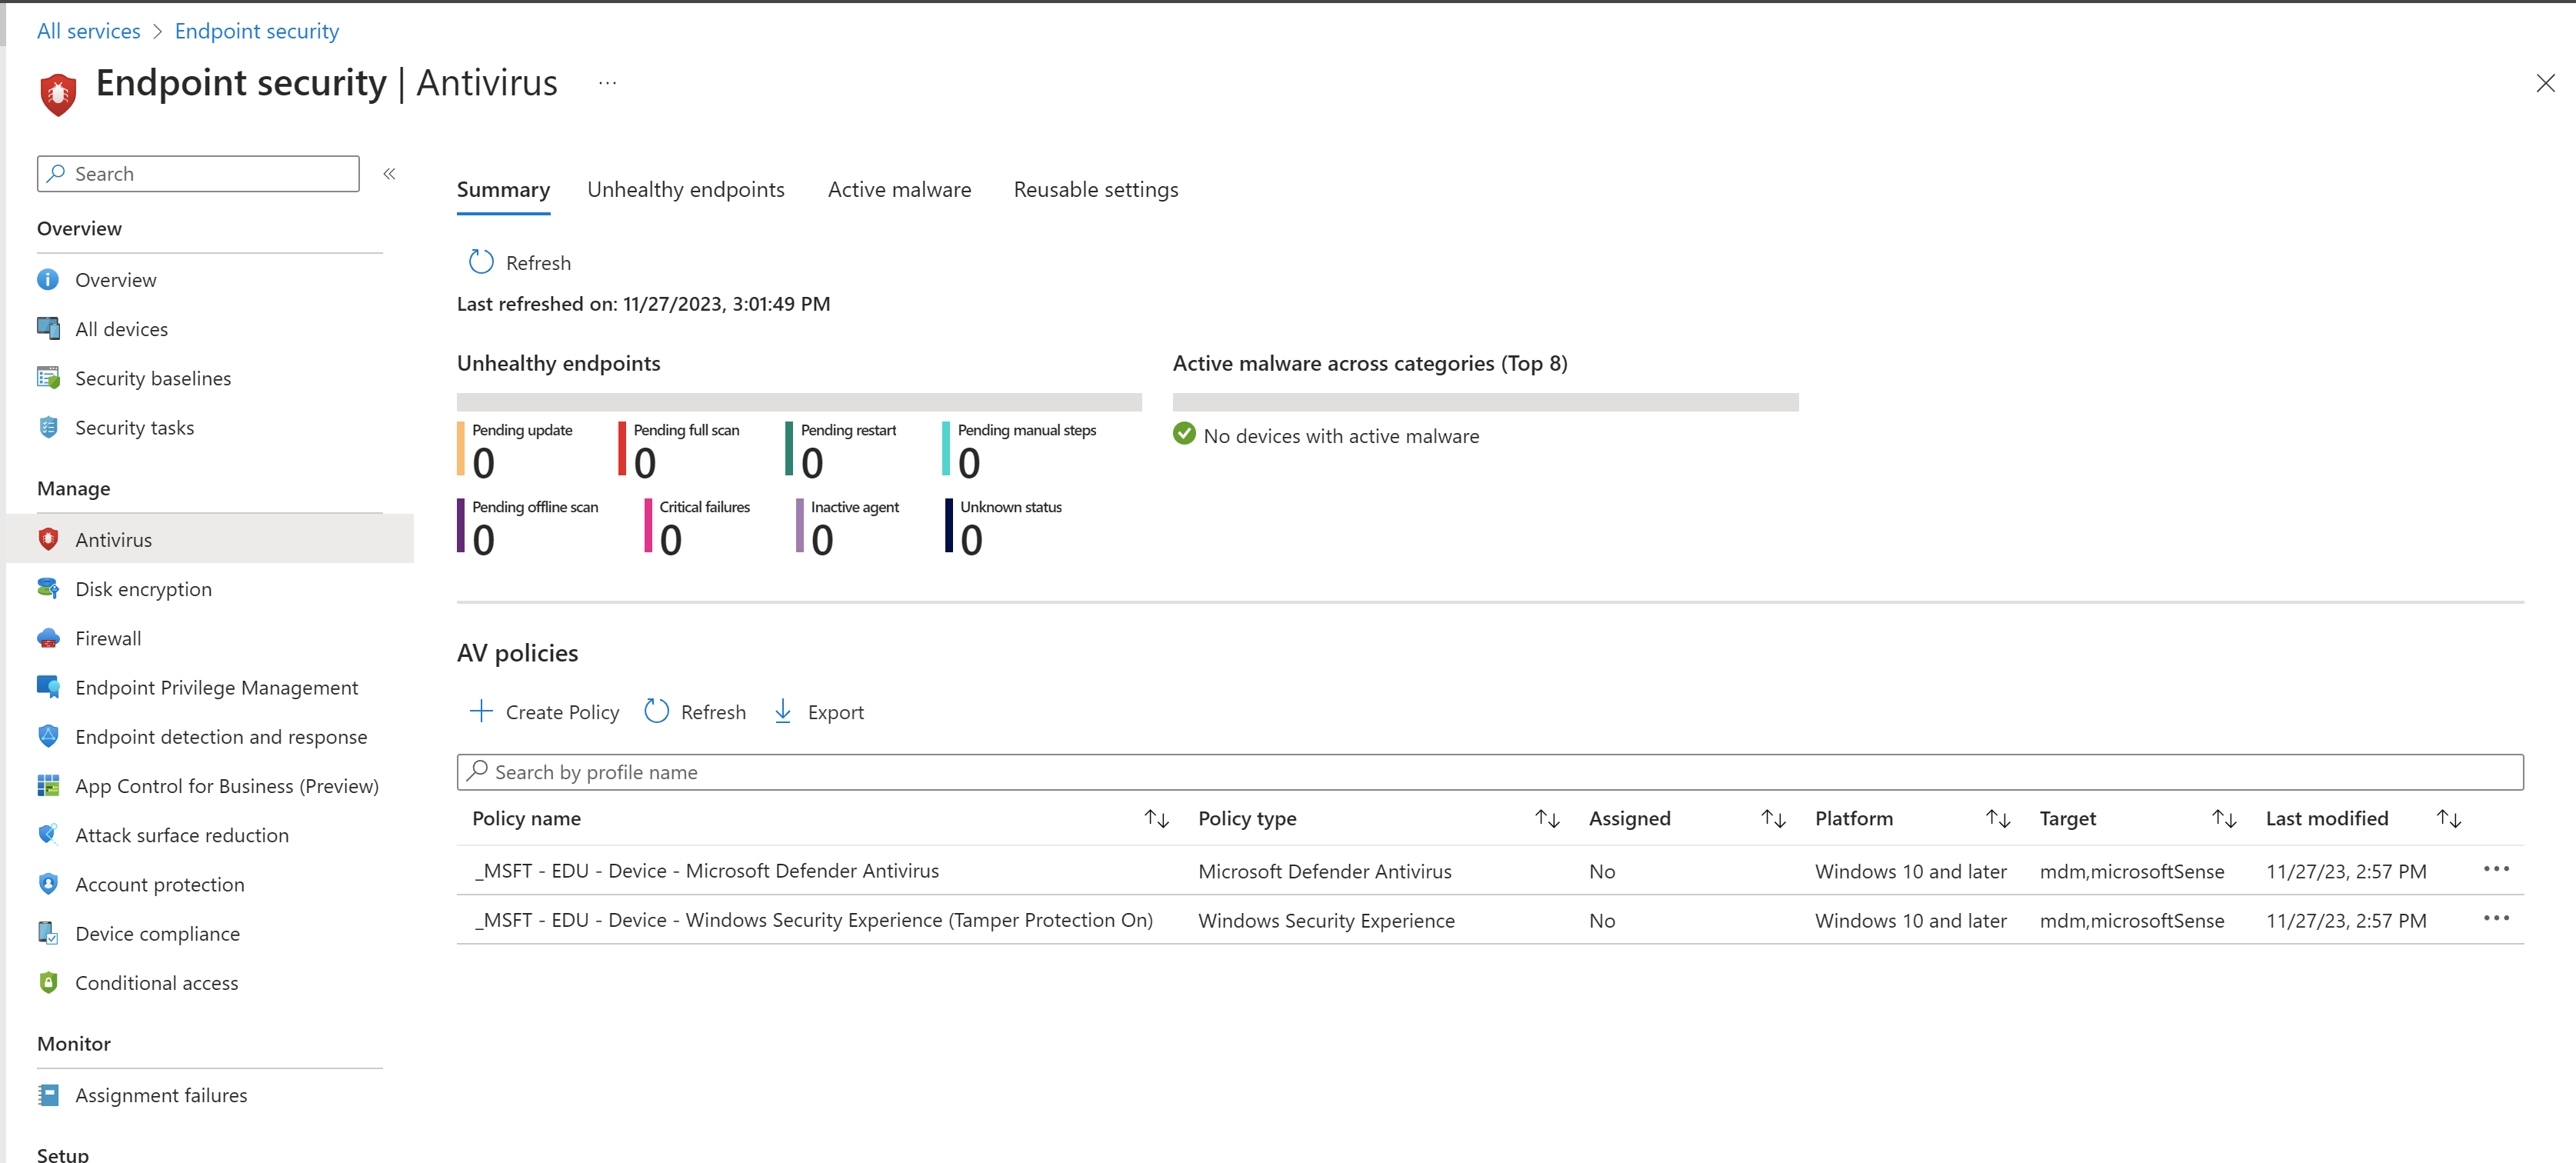 All services > Endpoint security
Endpoint security | Antivirus ...
Search
Overview
Overview
All devices
Security baselines
Security tasks
Manage
Antivirus
Disk encryption
Firewall
Endpoint Privilege Management
Endpoint detection and response
App Control for Business (Preview)
Attack surface reduction
Account protection
Device compliance
Conditional access
Monitor
Assignment failures
Setup
Summary Unhealthy endpoints Active malware Reusable settings
Refresh
Last refreshed on: 11/27/2023, 3:01:49 PM
Unhealthy endpoints
Pending update Pending full scan Pending restart Pending manual steps
0 0 0 0
Pending offline scan Critical failures Inactive agent Unknown status
0 0 0 0
Active malware across categories (Top 8)
No devices with active malware
AV policies
Create Policy Refresh Export
Search by profile name
Policy name Policy type Assigned Platform Target Last modified
_MSFT - EDU - Device - Microsoft Defender Antivirus Microsoft Defender Antivirus No Windows 10 and later mdm,microsoftSense 11/27/23, 2:57 PM
_MSFT - EDU - Device - Windows Security Experience (Tamper Protection On) Windows Security Experience No Windows 10 and later mdm,microsoftSense 11/27/23, 2:57 PM